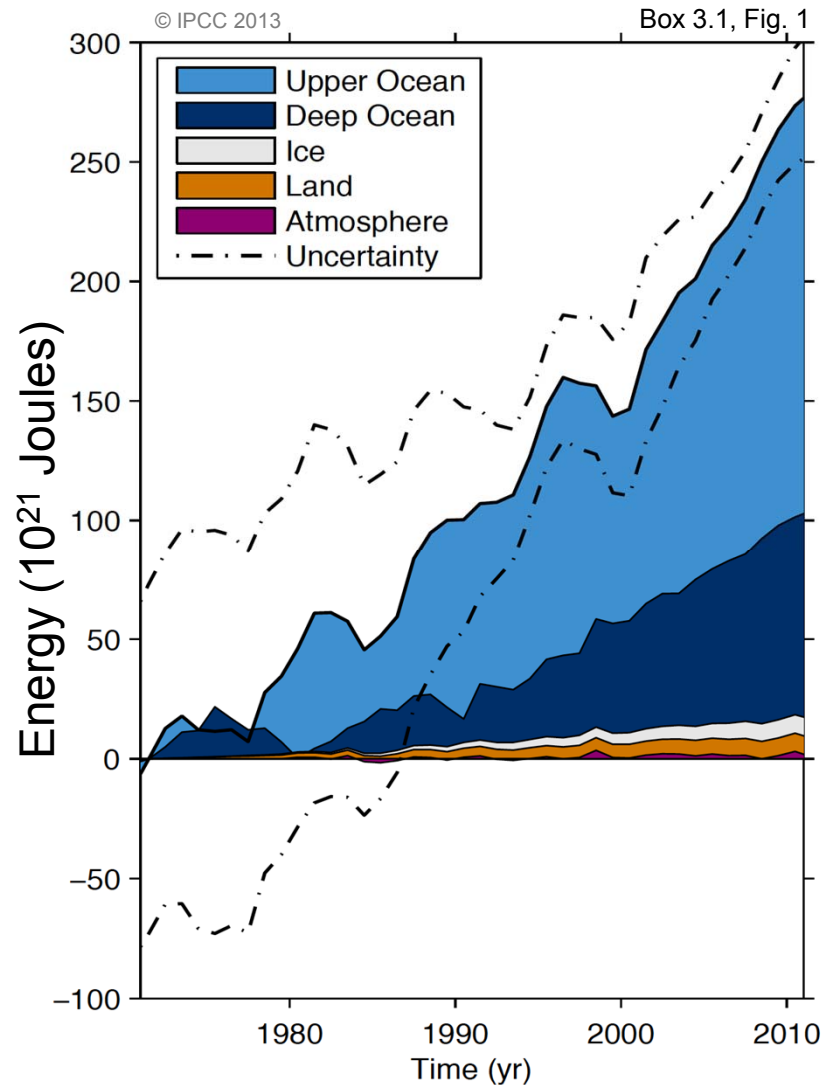 © IPCC 2013
Box 3.1, Fig. 1
Upper Ocean
Deep Ocean
Ice
Land
Atmosphere
Uncertainty
Energy (10²¹ Joules)
300
250
200
150
100
50
0
−50
−100
1980
1990
2000
2010
Time (yr)